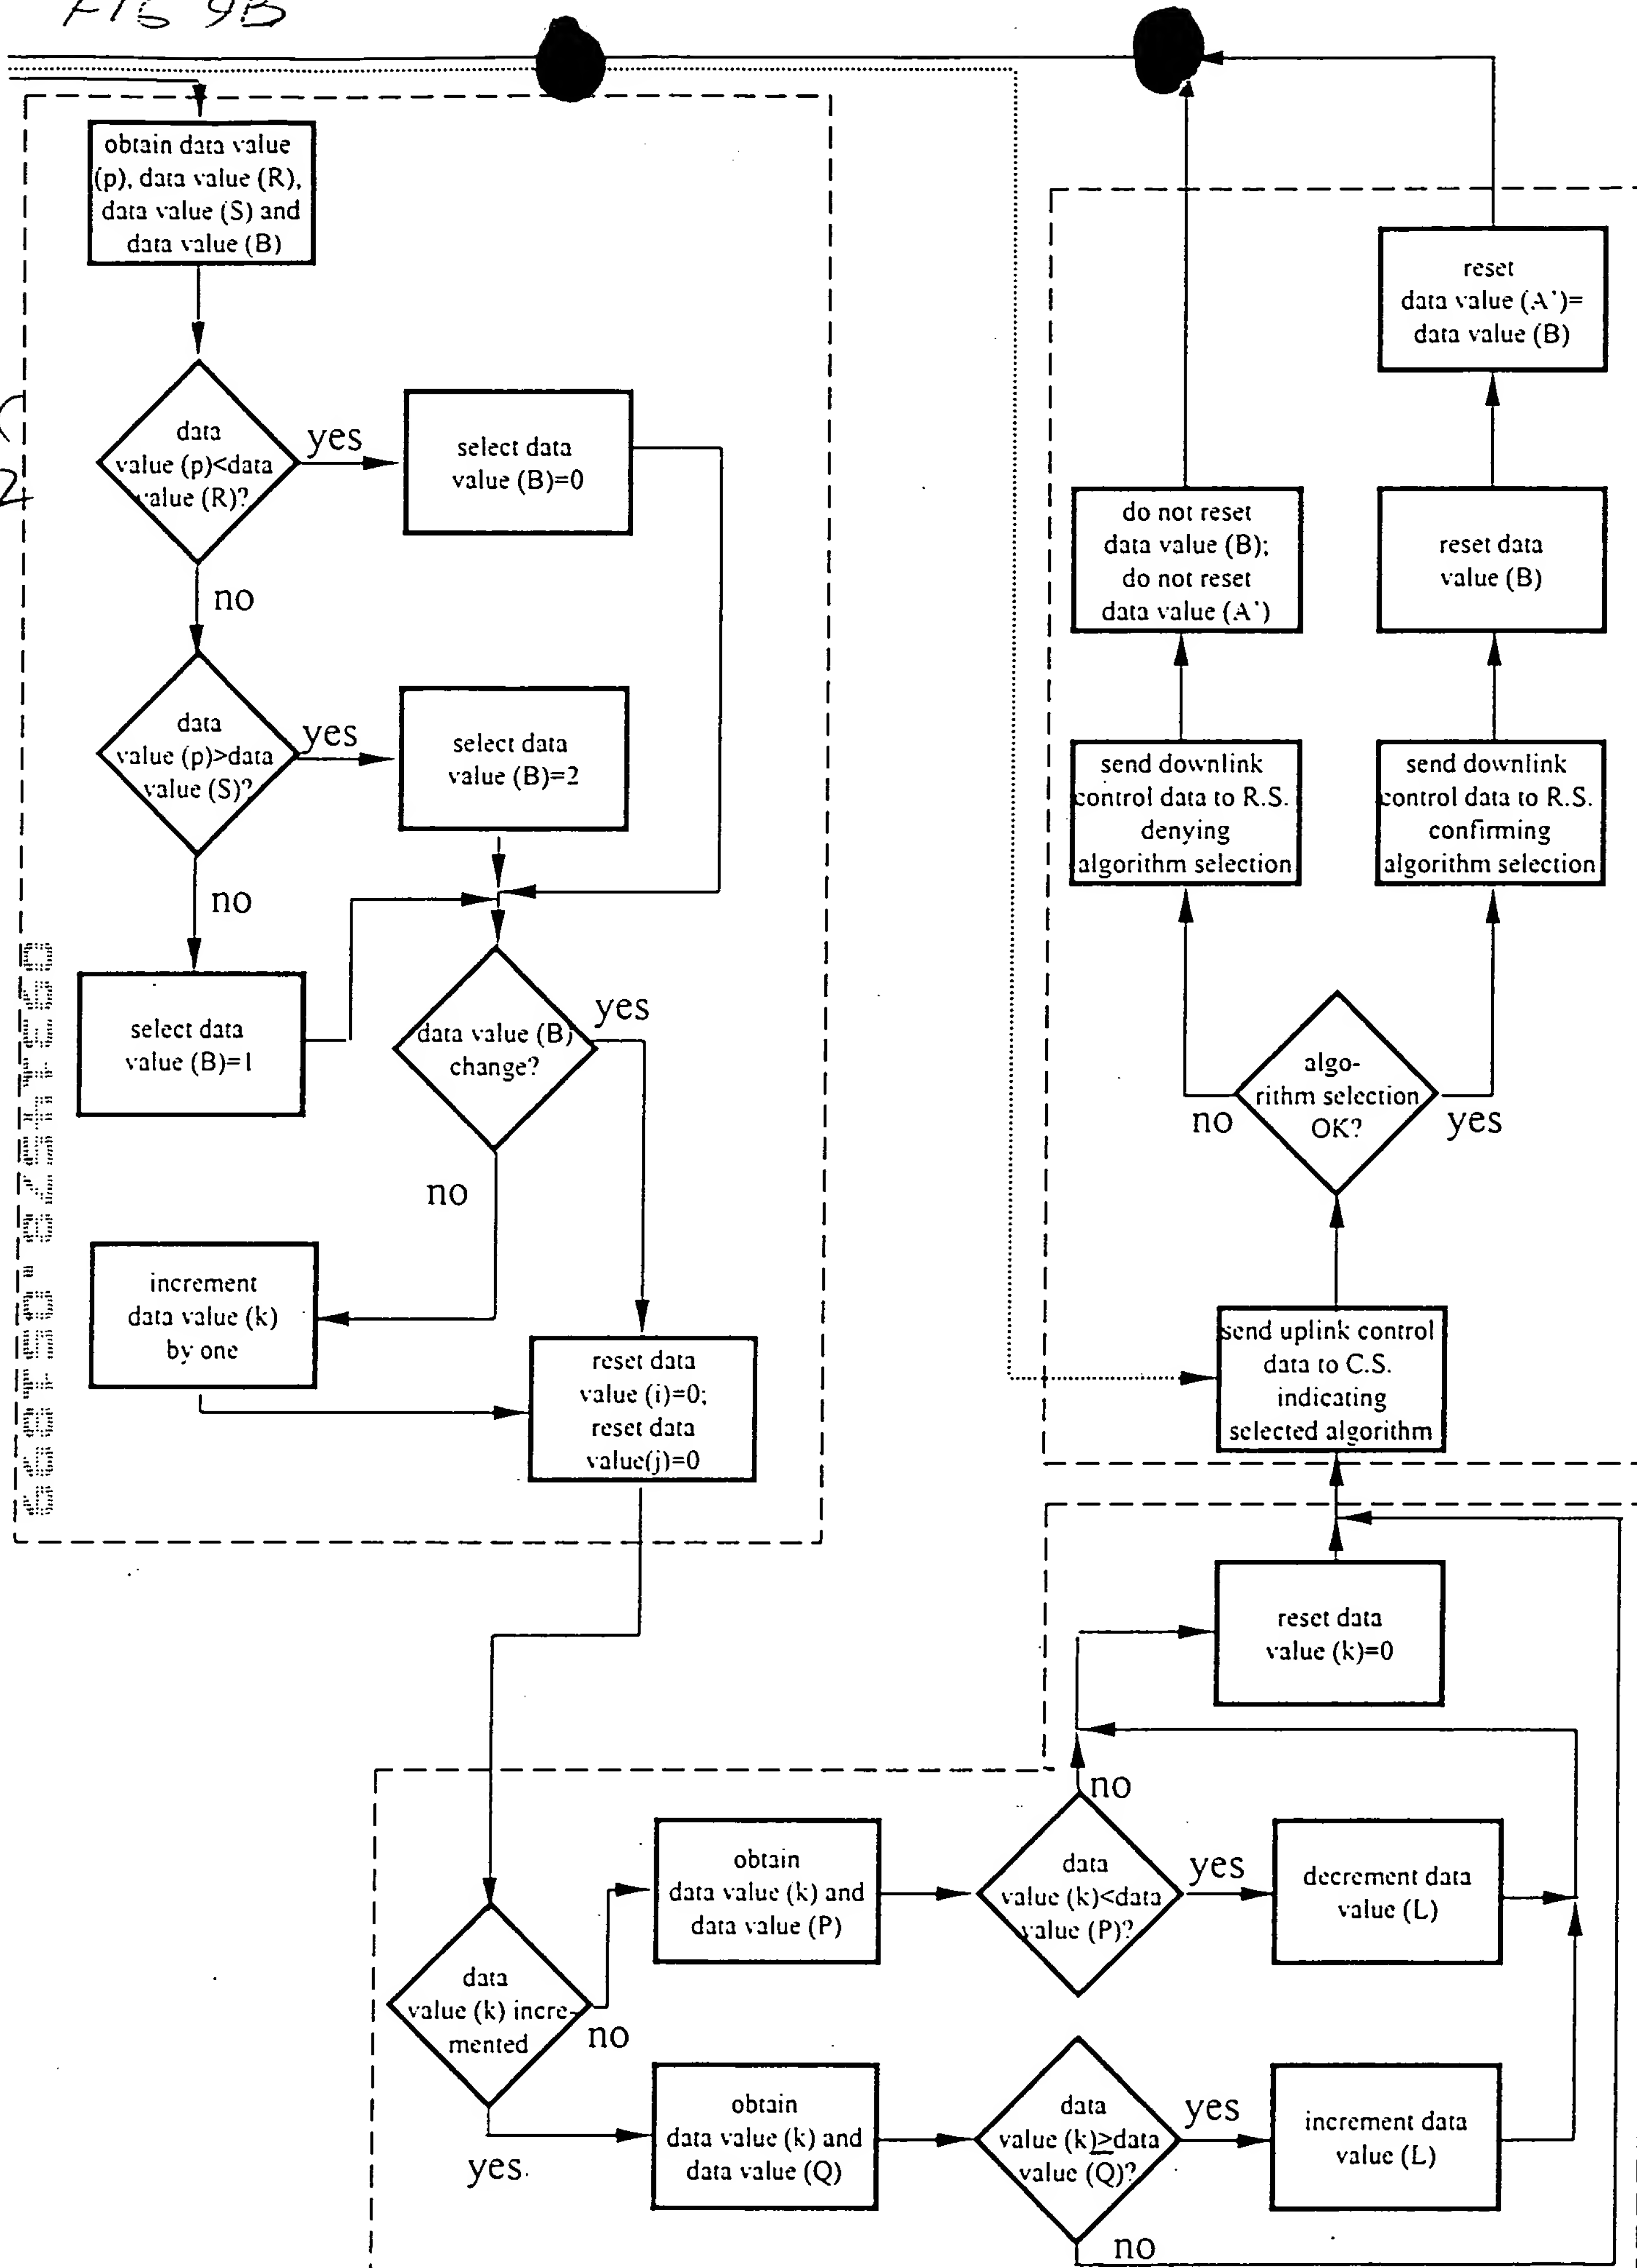 FIG 9B
obtain data value
(p), data value (R),
data value (S) and
data value (B)
data
value (p)<data
value (R)?
yes
no
select data
value (B)=0
data
value (p)>data
value (S)?
yes
no
select data
value (B)=2
select data
value (B)=1
data value (B)
change?
yes
no
increment
data value (k)
by one
reset data
value (i)=0;
reset data
value(j)=0
reset
data value (A')=
data value (B)
do not reset
data value (B);
do not reset
data value (A')
reset data
value (B)
send downlink
control data to R.S.
denying
algorithm selection
send downlink
control data to R.S.
confirming
algorithm selection
algo-
rithm selection
OK?
no
yes
send uplink control
data to C.S.
indicating
selected algorithm
reset data
value (k)=0
data
value (k) incre-
mented
no
yes
obtain
data value (k) and
data value (P)
data
value (k)<data
value (P)?
no
yes
decrement data
value (L)
obtain
data value (k) and
data value (Q)
data
value (k)≥data
value (Q)?
yes
no
increment data
value (L)